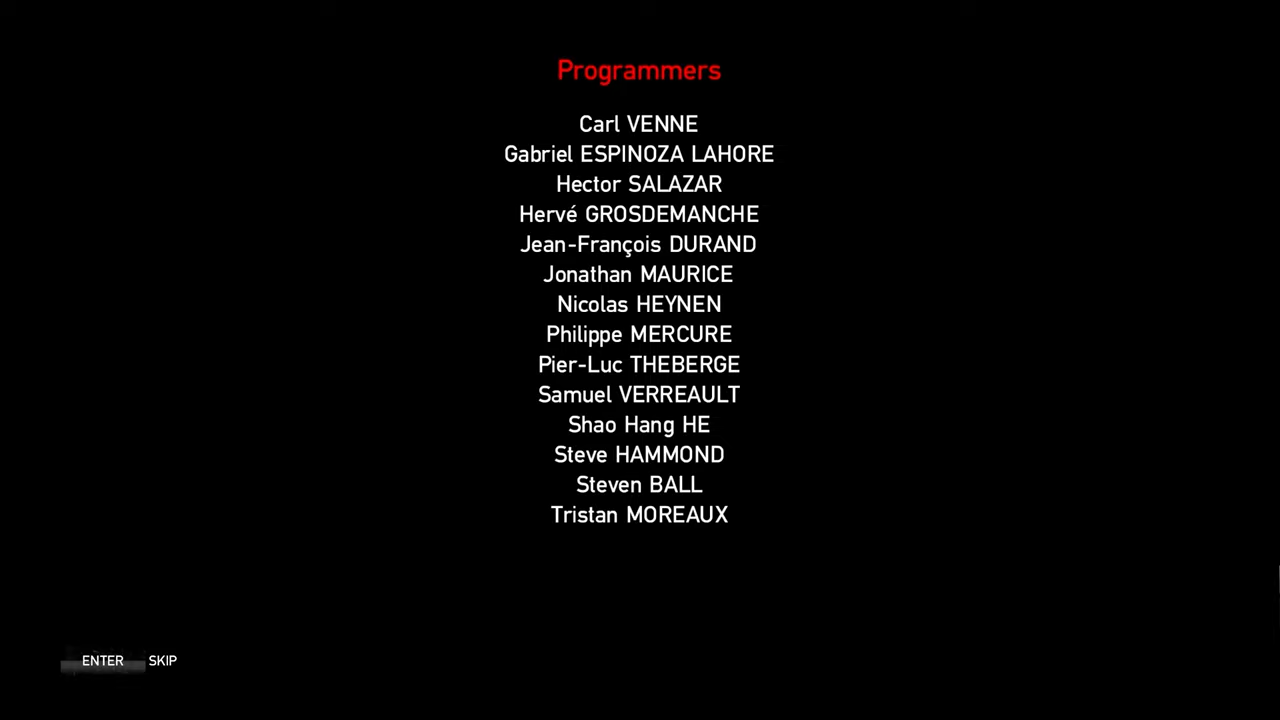 Programmers
Carl VENNE
Gabriel ESPINOZA LAHORE
Hector SALAZAR
Hervé GROSDEMANCHE
Jean-François DURAND
Jonathan MAURICE
Nicolas HEYNEN
Philippe MERCURE
Pier-Luc THEBERGE
Samuel VERREAULT
Shao Hang HE
Steve HAMMOND
Steven BALL
Tristan MOREAUX
ENTER SKIP